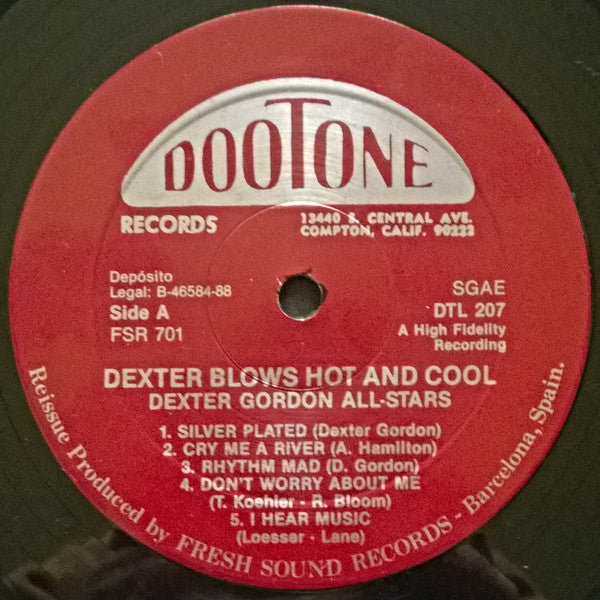 DOOTONE
RECORDS
13440 S. CENTRAL AVE.
COMPTON, CALIF. 90222
Depósito
Legal: B-46584-88
Side A
FSR 701
SGAE
DTL 207
A High Fidelity
Recording
DEXTER BLOWS HOT AND COOL
DEXTER GORDON ALL-STARS
1. SILVER PLATED (Dexter Gordon)
2. CRY ME A RIVER (A. Hamilton)
3. RHYTHM MAD (D. Gordon)
4. DON'T WORRY ABOUT ME
(T. Koehler - R. Bloom)
5. I HEAR MUSIC
(Loesser - Lane)
Reissue Produced by FRESH SOUND RECORDS - Barcelona, Spain.